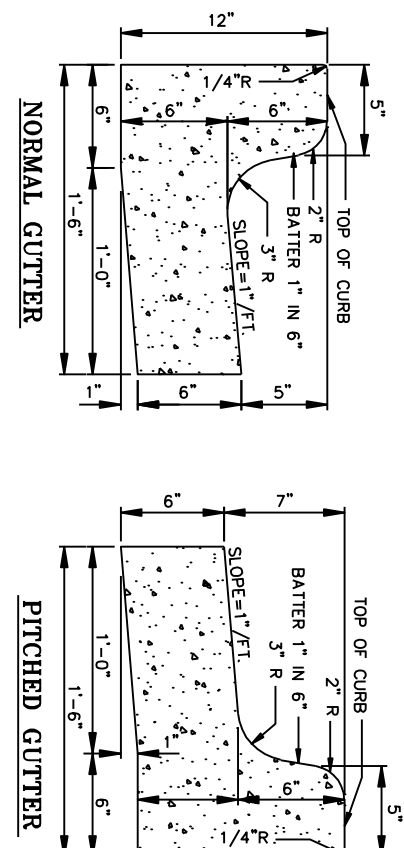 12"
5"
1/4"R
6"
6"
6"
1'-6"
1'-0"
2" R
TOP OF CURB
BATTER 1" IN 6"
3" R
SLOPE=1"/FT.
1"
6"
5"
NORMAL GUTTER
6"
7"
SLOPE=1"/FT.
BATTER 1" IN 6"
3" R
2" R
TOP OF CURB
1'-0"
1'-6"
1"
6"
6"
5"
1/4"R
PITCHED GUTTER